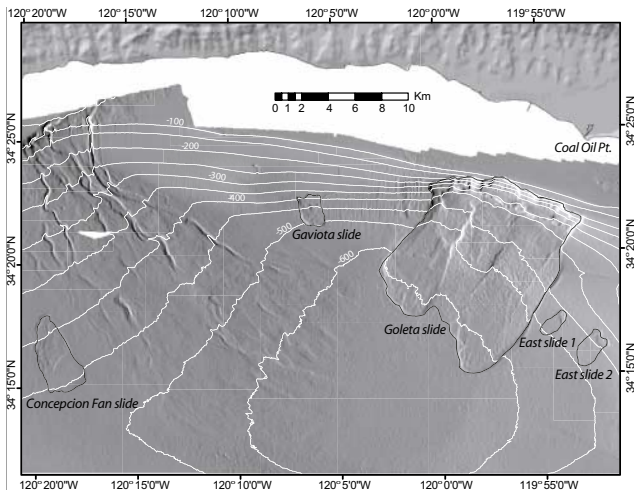 120°20'0"W 120°15'0"W 120°10'0"W 120°5'0"W 120°0'0"W 119°55'0"W
Km
0 1 2 4 6 8 10
-100
Coal Oil Pt.
-200
-300
-400
Gaviota slide
-500
-600
Goleta slide
East slide 1
East slide 2
Concepcion Fan slide
34°25'0"N
34°20'0"N
34°15'0"N
34°25'0"N
34°20'0"N
34°15'0"N
120°20'0"W 120°15'0"W 120°10'0"W 120°5'0"W 120°0'0"W 119°55'0"W